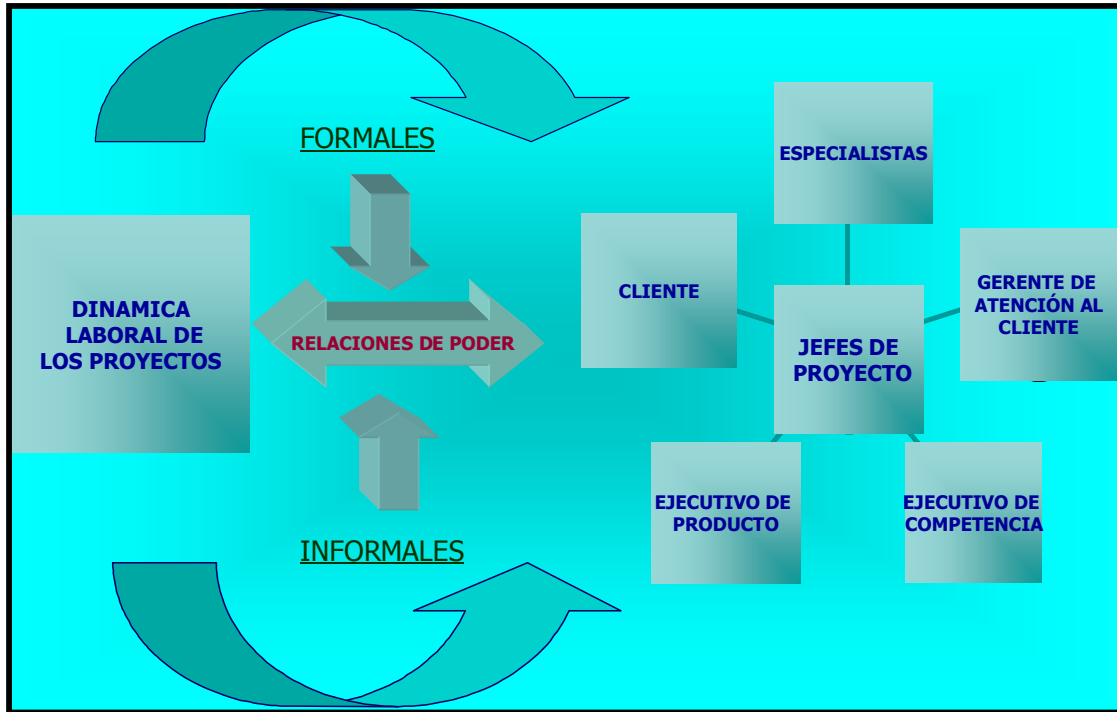 FORMALES
DINAMICA
LABORAL DE
LOS PROYECTOS
RELACIONES DE PODER
INFORMALES
ESPECIALISTAS
CLIENTE
GERENTE DE
ATENCIÓN AL
CLIENTE
JEFES DE
PROYECTO
EJECUTIVO DE
PRODUCTO
EJECUTIVO DE
COMPETENCIA